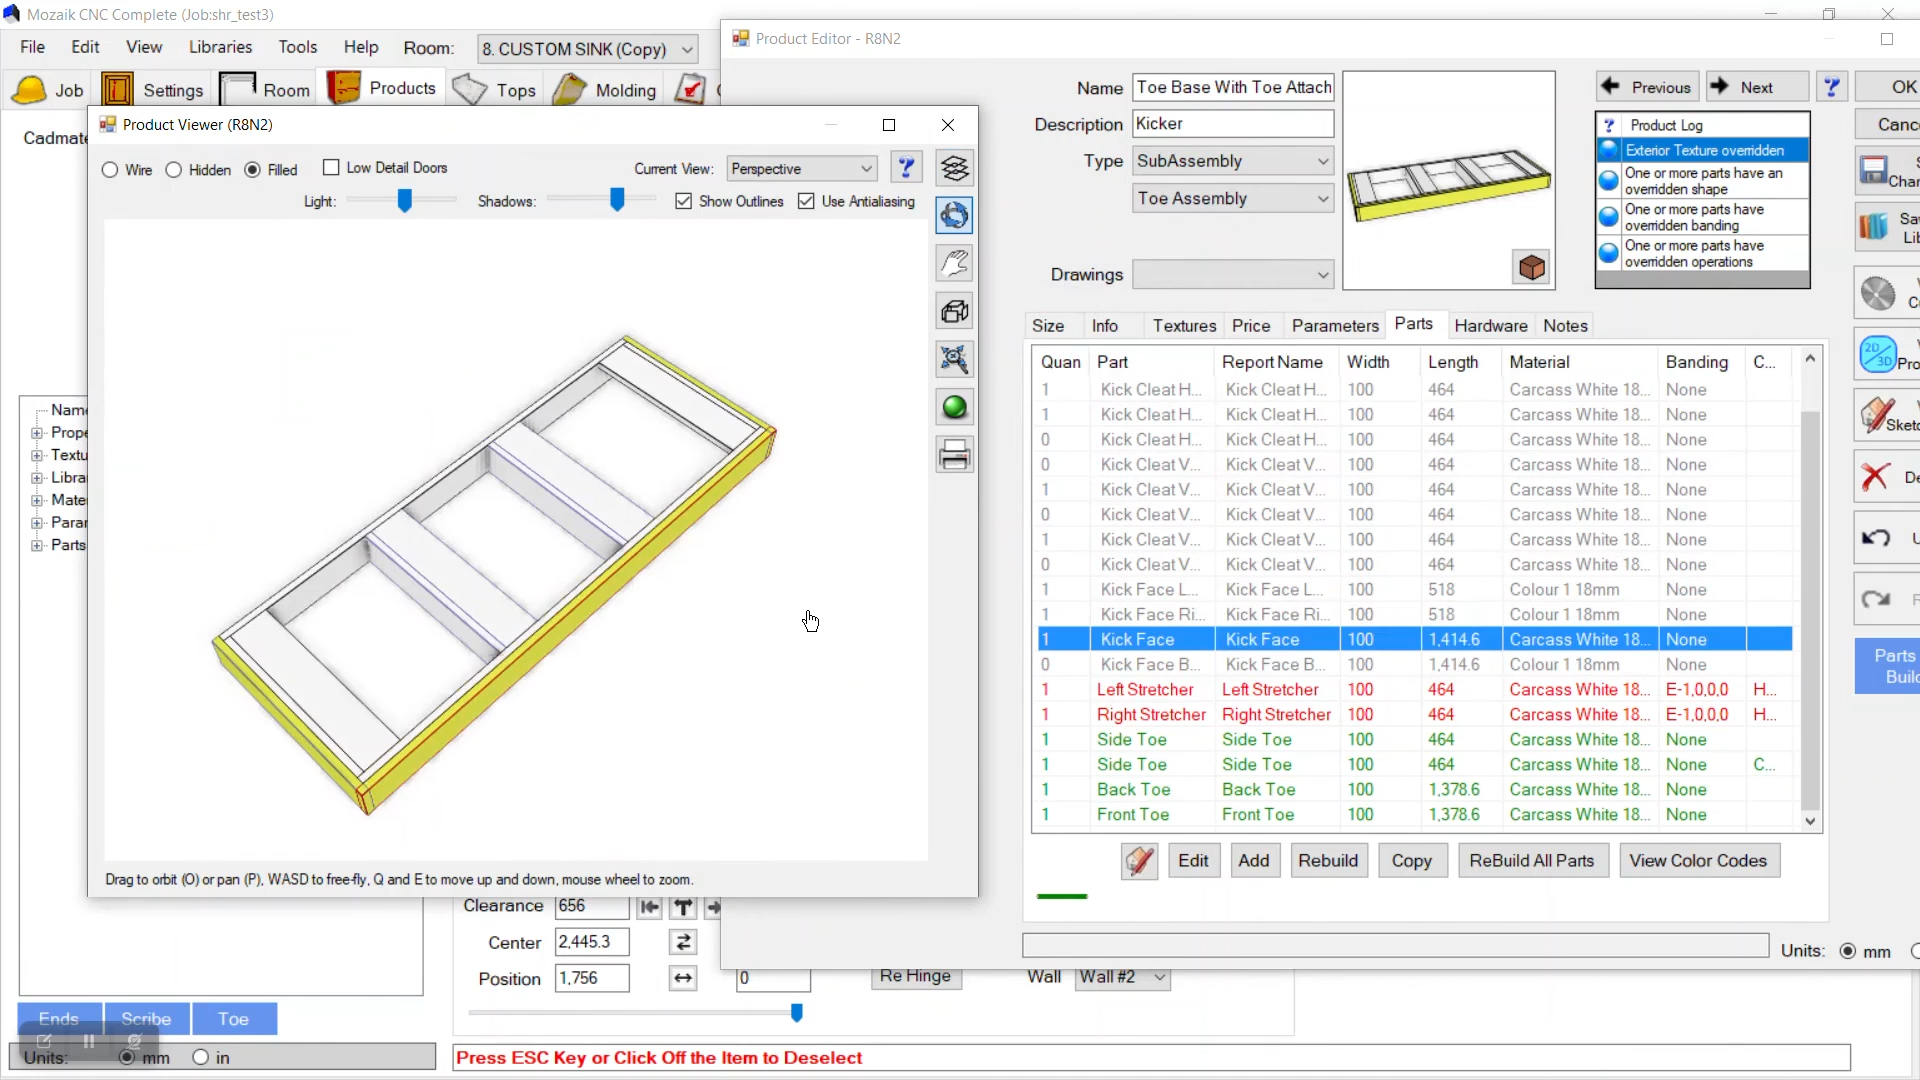 Mozaik CNC Complete (Job:shr_test3)
File Edit View Libraries Tools Help Room: 8. CUSTOM SINK (Copy)
Job Settings Room Products Tops Molding
Product Editor - R8N2
Cadmate
Product Viewer (R8N2)
Wire Hidden Filled Low Detail Doors Current View: Perspective
Light: Shadows: Show Outlines Use Antialiasing
Drag to orbit (O) or pan (P), WASD to free-fly, Q and E to move up and down, mouse wheel to zoom.
Name
Prope
Textu
Libra
Mate
Parar
Parts
Name Toe Base With Toe Attach
Description Kicker
Type SubAssembly
Toe Assembly
Drawings
Previous Next OK
Cance
Product Log
Exterior Texture overridden
One or more parts have an
overridden shape
One or more parts have
overridden banding
One or more parts have
overridden operations
S
Char
Sav
Lib
V
C
2D/3D
V
Pro
V
Sketc
De
U
R
Parts
Builc
Size Info Textures Price Parameters Parts Hardware Notes
Quan Part Report Name Width Length Material Banding C...
1 Kick Cleat H... Kick Cleat H... 100 464 Carcass White 18... None
1 Kick Cleat H... Kick Cleat H... 100 464 Carcass White 18... None
0 Kick Cleat H... Kick Cleat H... 100 464 Carcass White 18... None
0 Kick Cleat V... Kick Cleat V... 100 464 Carcass White 18... None
1 Kick Cleat V... Kick Cleat V... 100 464 Carcass White 18... None
0 Kick Cleat V... Kick Cleat V... 100 464 Carcass White 18... None
1 Kick Cleat V... Kick Cleat V... 100 464 Carcass White 18... None
0 Kick Cleat V... Kick Cleat V... 100 464 Carcass White 18... None
1 Kick Face L... Kick Face L... 100 518 Colour 1 18mm None
1 Kick Face Ri... Kick Face Ri... 100 518 Colour 1 18mm None
1 Kick Face Kick Face 100 1,414.6 Carcass White 18... None
0 Kick Face B... Kick Face B... 100 1,414.6 Colour 1 18mm None
1 Left Stretcher Left Stretcher 100 464 Carcass White 18... E-1,0,0,0 H...
1 Right Stretcher Right Stretcher 100 464 Carcass White 18... E-1,0,0,0 H...
1 Side Toe Side Toe 100 464 Carcass White 18... None
1 Side Toe Side Toe 100 464 Carcass White 18... None C...
1 Back Toe Back Toe 100 1,378.6 Carcass White 18... None
1 Front Toe Front Toe 100 1,378.6 Carcass White 18... None
Edit Add Rebuild Copy ReBuild All Parts View Color Codes
Units: mm
Clearance 656
Center 2,445.3
Position 1,756 0 Re Hinge Wall Wall #2
Ends Scribe Toe
Units: mm in
Press ESC Key or Click Off the Item to Deselect